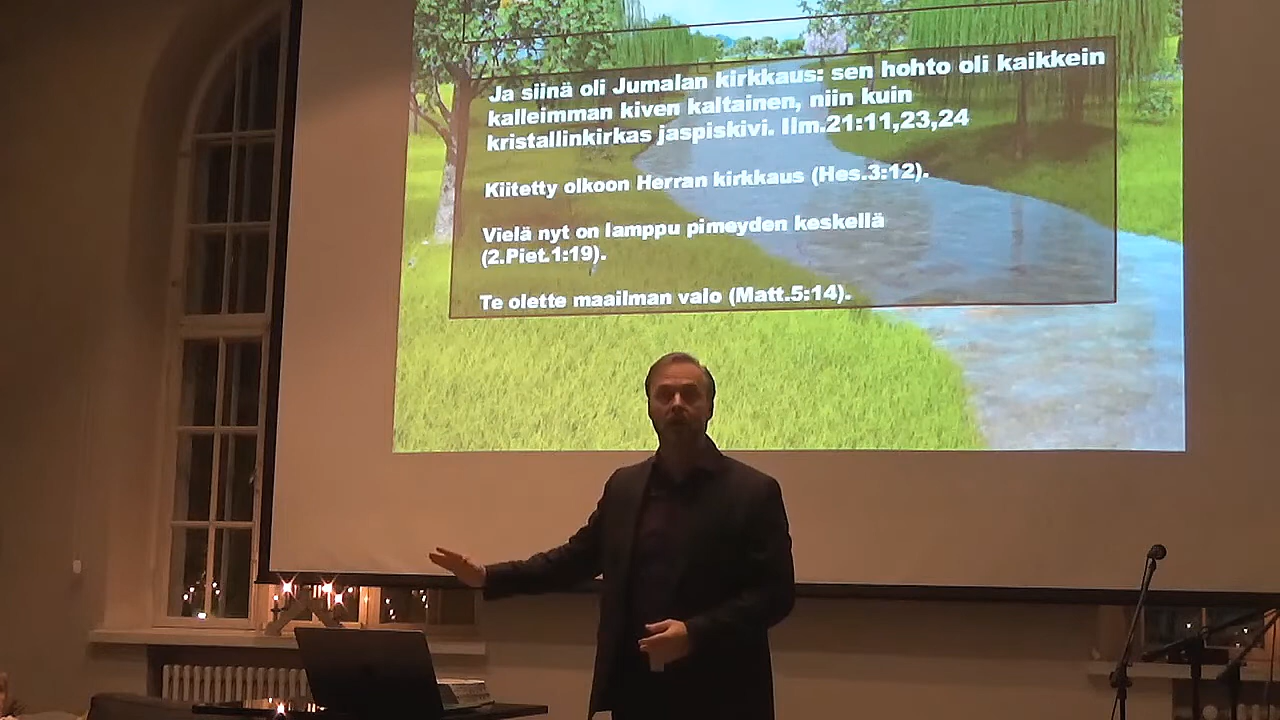 Ja siinä oli Jumalan kirkkaus: sen hohto oli kaikkein
kalleimman kiven kaltainen, niin kuin
kristallinkirkas jaspiskivi. Ilm.21:11,23,24
Kiitetty olkoon Herran kirkkaus (Hes.3:12).
Vielä nyt on lamppu pimeyden keskellä
(2.Piet.1:19).
Te olette maailman valo (Matt.5:14).